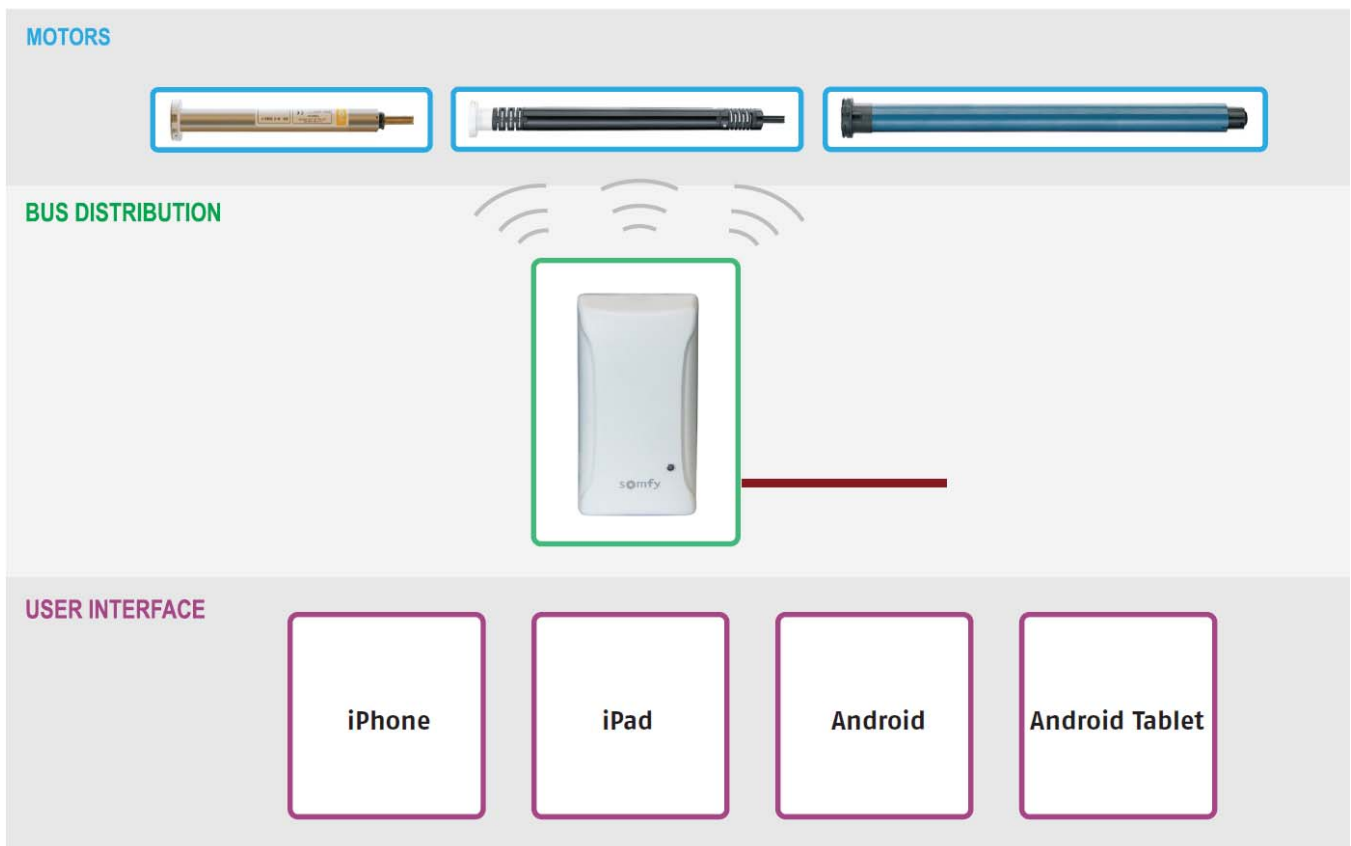 MOTORS
BUS DISTRIBUTION
somfy
USER INTERFACE
iPhone
iPad
Android
Android Tablet